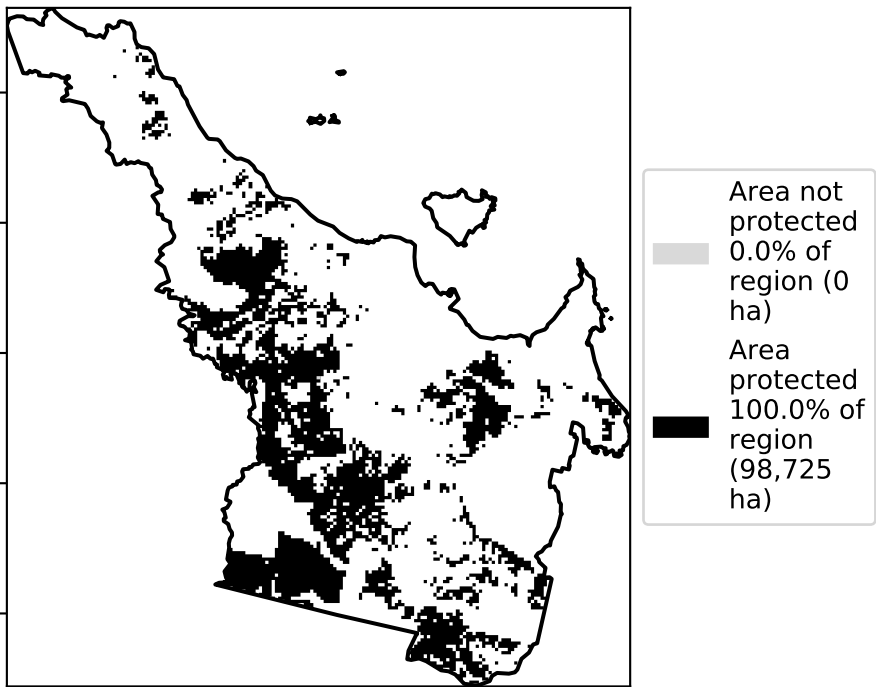 Area not
protected
0.0% of
region (0
ha)
Area
protected
100.0% of
region
(98,725
ha)